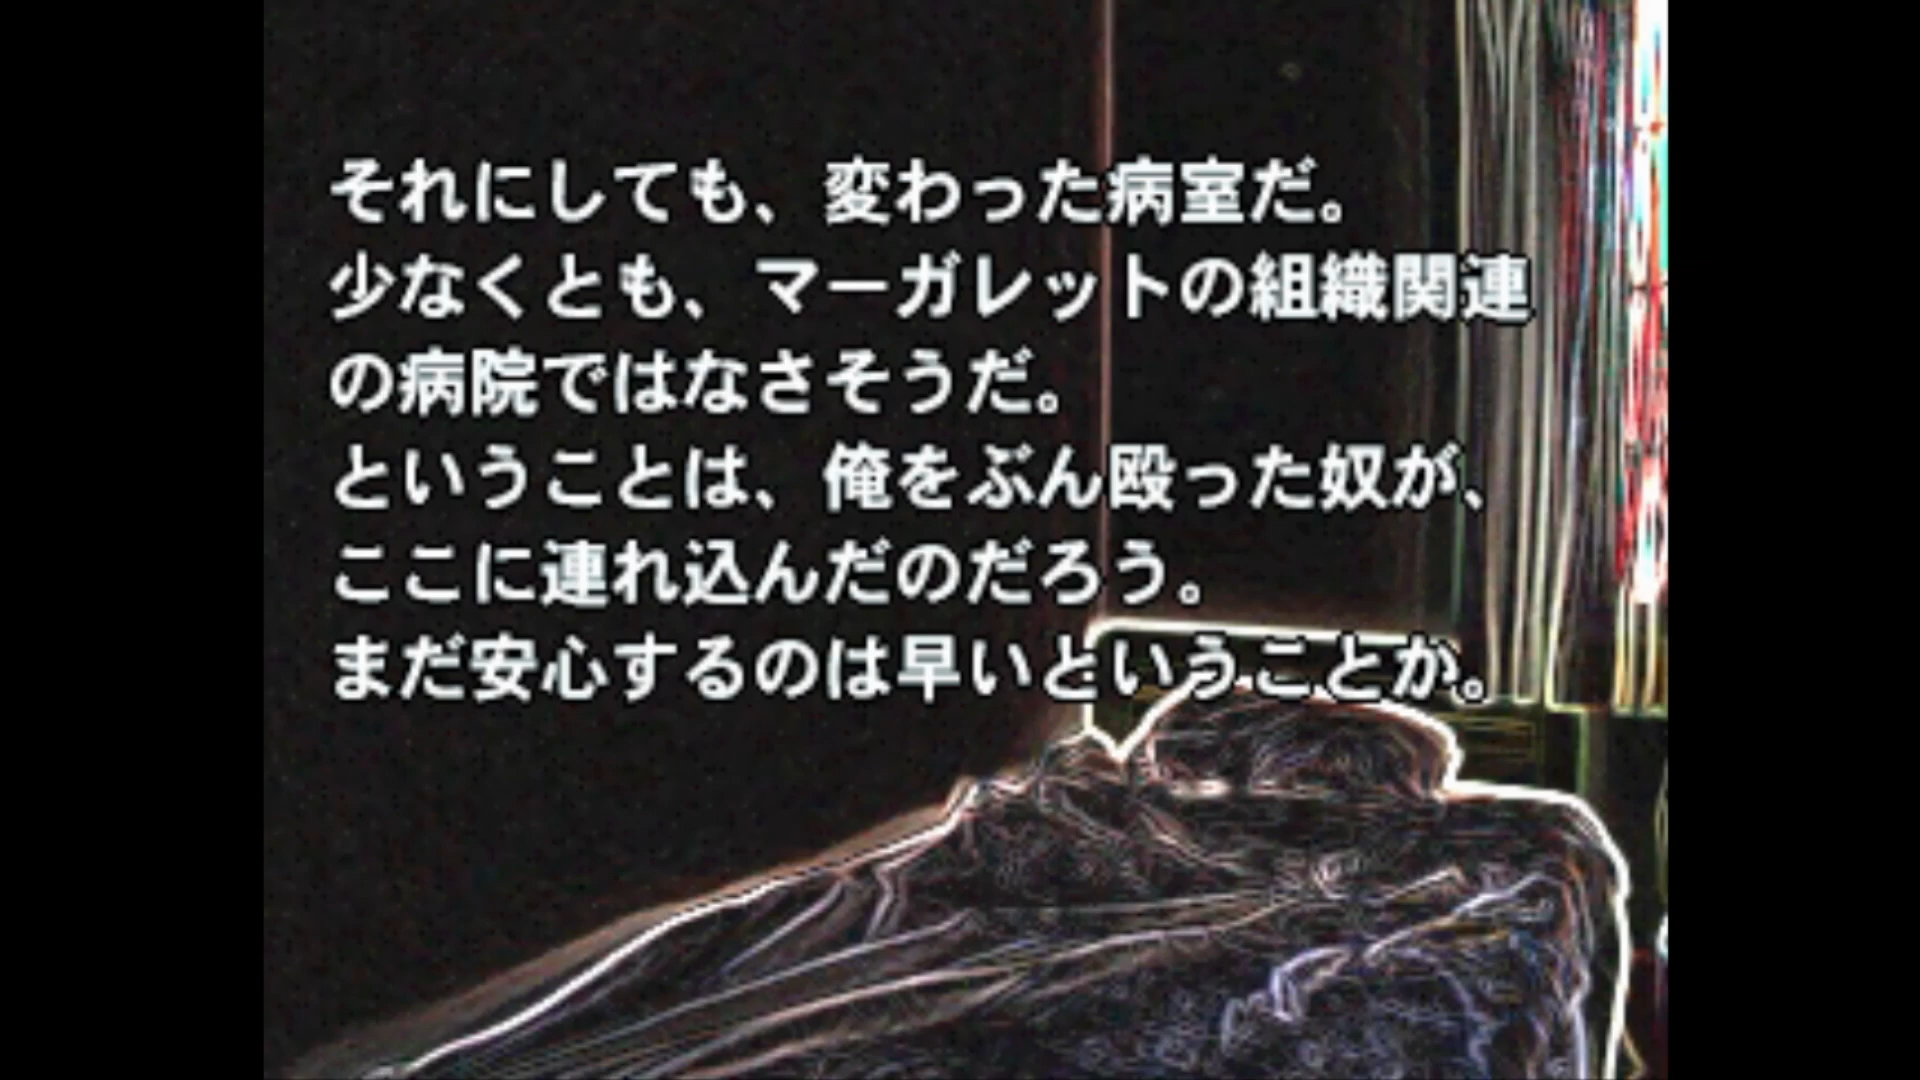 それにしても、変わった病室だ。
少なくとも、マーガレットの組織関連
の病院ではなさそうだ。
ということは、俺をぶん殴った奴が、
ここに連れ込んだのだろう。
まだ安心するのは早いということか。